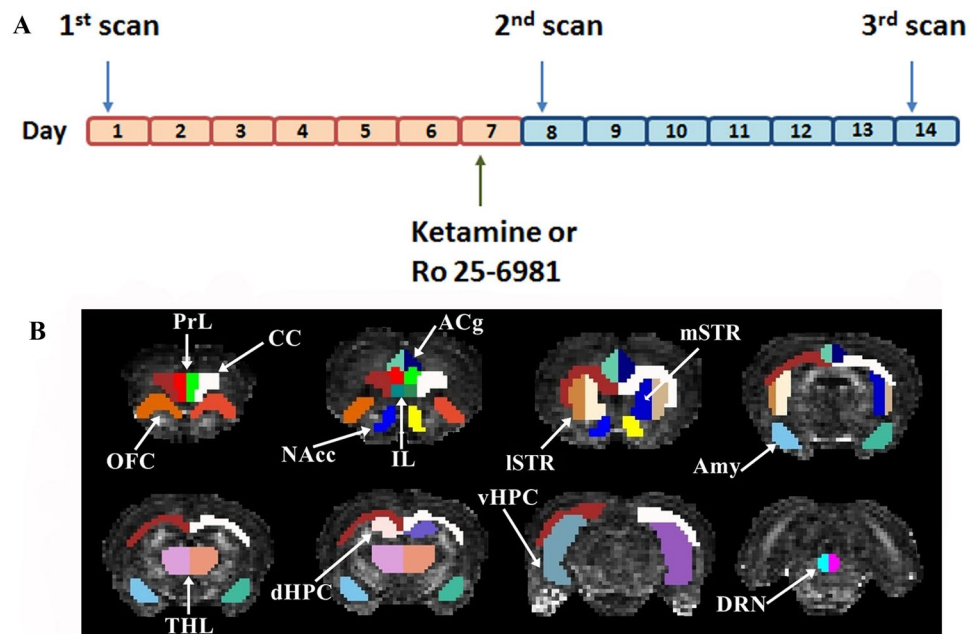 A
1st scan 2nd scan 3rd scan
Day 1 2 3 4 5 6 7 8 9 10 11 12 13 14
Ketamine or
Ro 25-6981
B
PrL CC ACg mSTR
OFC NAcc IL lSTR Amy
vHPC
dHPC DRN
THL